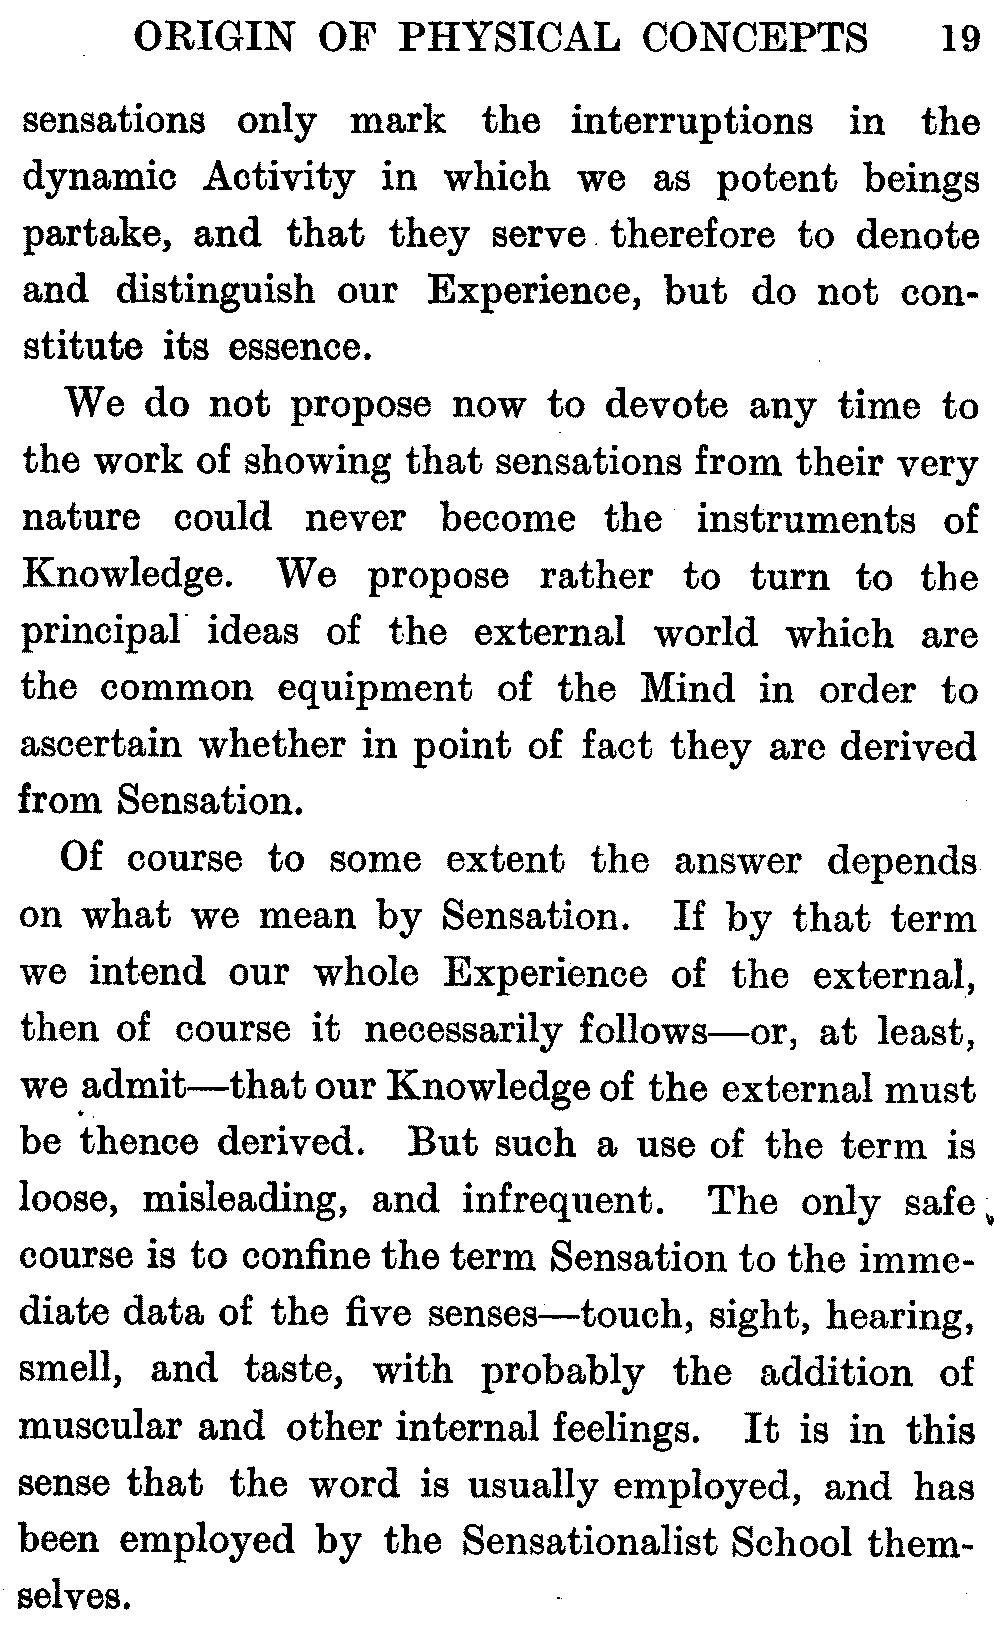 ORIGIN OF PHYSICAL CONCEPTS 19
sensations only mark the interruptions in the
dynamic Activity in which we as potent beings
partake, and that they serve therefore to denote
and distinguish our Experience, but do not con-
stitute its essence.
We do not propose now to devote any time to
the work of showing that sensations from their very
nature could never become the instruments of
Knowledge. We propose rather to turn to the
principal ideas of the external world which are
the common equipment of the Mind in order to
ascertain whether in point of fact they are derived
from Sensation.
Of course to some extent the answer depends
on what we mean by Sensation. If by that term
we intend our whole Experience of the external,
then of course it necessarily follows—or, at least,
we admit—that our Knowledge of the external must
be thence derived. But such a use of the term is
loose, misleading, and infrequent. The only safe
course is to confine the term Sensation to the imme-
diate data of the five senses—touch, sight, hearing,
smell, and taste, with probably the addition of
muscular and other internal feelings. It is in this
sense that the word is usually employed, and has
been employed by the Sensationalist School them-
selves.